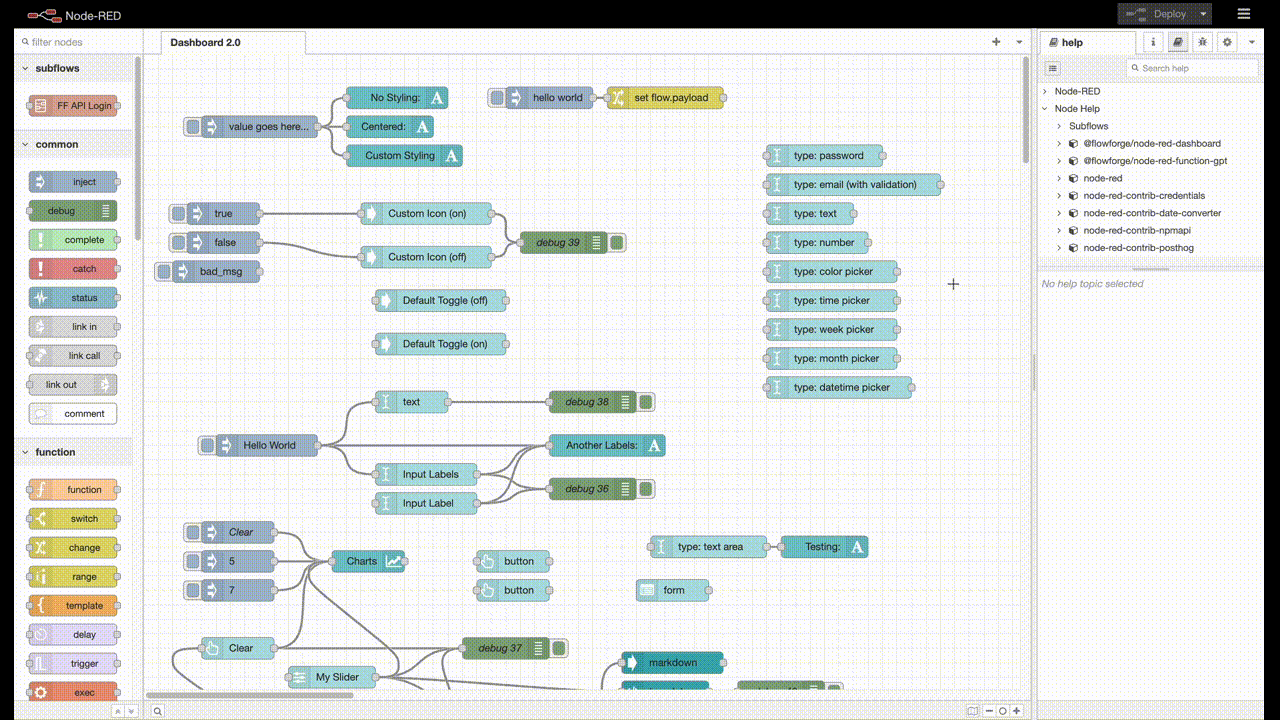 Node-RED
Deploy
filter nodes
Dashboard 2.0
help
subflows
FF API Login
common
inject
debug
complete
catch
status
link in
link call
link out
comment
function
function
switch
change
range
template
delay
trigger
exec
No Styling:
hello world
set flow.payload
value goes here...
Centered:
Custom Styling
true
Custom Icon (on)
false
debug 39
Custom Icon (off)
bad_msg
Default Toggle (off)
Default Toggle (on)
type: password
type: email (with validation)
type: text
type: number
type: color picker
type: time picker
type: week picker
type: month picker
type: datetime picker
text
debug 38
Hello World
Another Labels:
Input Labels
debug 36
Input Label
Clear
type: text area
Testing:
5
Charts
button
7
button
form
Clear
debug 37
markdown
My Slider
Search help
Node-RED
Node Help
Subflows
@flowforge/node-red-dashboard
@flowforge/node-red-function-gpt
node-red
node-red-contrib-credentials
node-red-contrib-date-converter
node-red-contrib-npmapi
node-red-contrib-posthog
No help topic selected